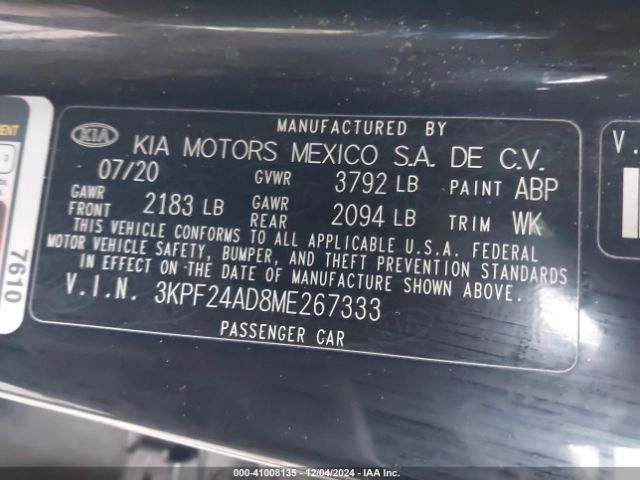 MANUFACTURED BY
KIA KIA MOTORS MEXICO S.A. DE C.V.
07/20 GVWR 3792 LB PAINT ABP
GAWR FRONT 2183 LB GAWR REAR 2094 LB TRIM WK
THIS VEHICLE CONFORMS TO ALL APPLICABLE U.S.A. FEDERAL
MOTOR VEHICLE SAFETY, BUMPER, AND THEFT PREVENTION STANDARDS
IN EFFECT ON THE DATE OF MANUFACTURE SHOWN ABOVE.
V.I.N. 3KPF24AD8ME267333
PASSENGER CAR
7610
V.
000-41008135 - 12/04/2024 - IAA Inc.